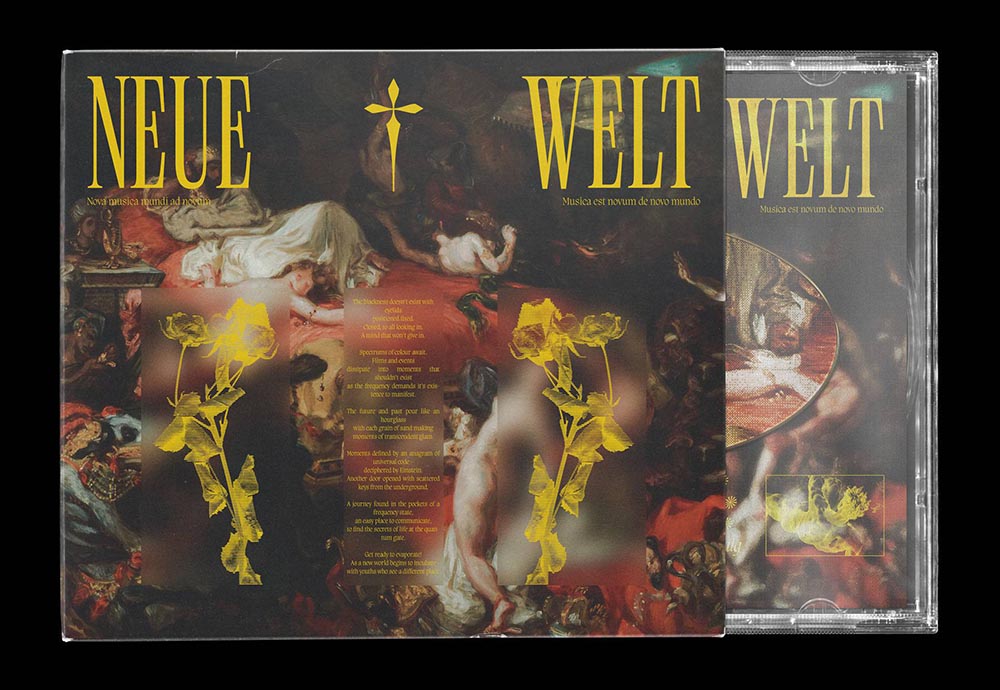 NEUE WELT
Nova musica mundi ad novum
Musica est novum de novo mundo
The blackness doesn't exist with
eyelids
positioned fixed.
Closed, to all looking in.
A mind that won't give in.
Spectrums of colour await.
Films and events
dissipate into moments that
shouldn't exist
as the frequency demands it's exis-
tence to manifest.
The future and past pour like an
hourglass
with each grain of sand making
moments of transcendent glass.
Moments defined by an anagram of
universal code
deciphered by Einstein.
Another door opened with scattered
keys from the underground.
A journey found in the pockets of a
frequency state,
an easy place to communicate,
to find the secrets of life at the quan-
tum gate.
Get ready to evaporate!
As a new world begins to inculcate
with youths who see a different place.
WELT
Musica est novum de novo mundo